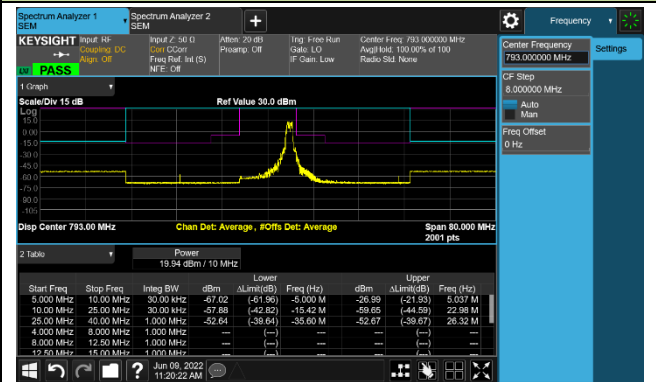 Spectrum Analyzer 1
SEM
Spectrum Analyzer 2
SEM
Frequency
KEYSIGHT
Input: RF
Coupling: DC
Align: Off
Input Z: 50 Ω
Corr CCorr
Freq Ref: Int (S)
NFE: Off
Atten: 20 dB
Preamp: Off
Trig: Free Run
Gate: LO
IF Gain: Low
Center Freq: 793.000000 MHz
Avg|Hold: 100.00% of 100
Radio Std: None
PASS
Center Frequency
793.000000 MHz
Settings
CF Step
8.000000 MHz
Auto
Man
Freq Offset
0 Hz
1 Graph
Scale/Div 15 dB
Ref Value 30.0 dBm
Log
15.0
0.00
-15.0
-30.0
-45.0
-60.0
-75.0
-90.0
-105
Disp Center 793.00 MHz
Chan Det: Average , #Offs Det: Average
Span 80.000 MHz
2001 pts
2 Table
Power
19.94 dBm / 10 MHz
Lower
Upper
Start Freq Stop Freq Integ BW dBm ΔLimit(dB) Freq (Hz) dBm ΔLimit(dB) Freq (Hz)
5.000 MHz 10.00 MHz 30.00 kHz -67.02 (-61.96) -5.000 M -26.99 (-21.93) 5.037 M
10.00 MHz 25.00 MHz 30.00 kHz -57.88 (-42.82) -15.42 M -59.65 (-44.59) 22.98 M
25.00 MHz 40.00 MHz 1.000 MHz -52.64 (-39.64) -35.60 M -52.67 (-39.67) 26.32 M
4.000 MHz 8.000 MHz 1.000 MHz --- (---) --- --- (---) ---
8.000 MHz 12.50 MHz 1.000 MHz --- (---) --- --- (---) ---
12.50 MHz 15.00 MHz 1.000 MHz --- (---) --- --- (---) ---
Jun 09, 2022
11:20:22 AM